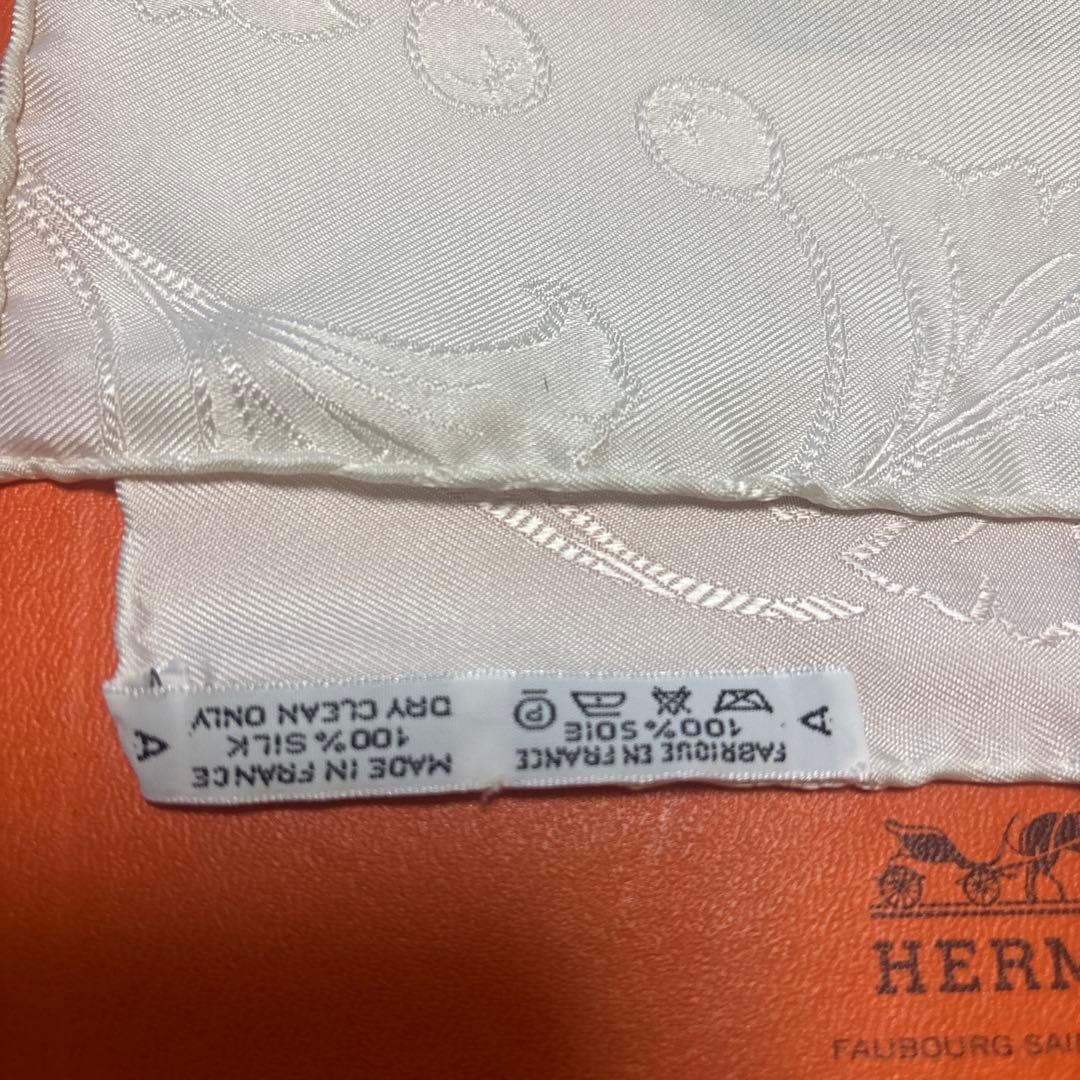 FABRIQUE EN FRANCE
100% SOIE
P
A
MADE IN FRANCE
100% SILK
DRY CLEAN ONLY
A
HERM
FAUBOURG SAI